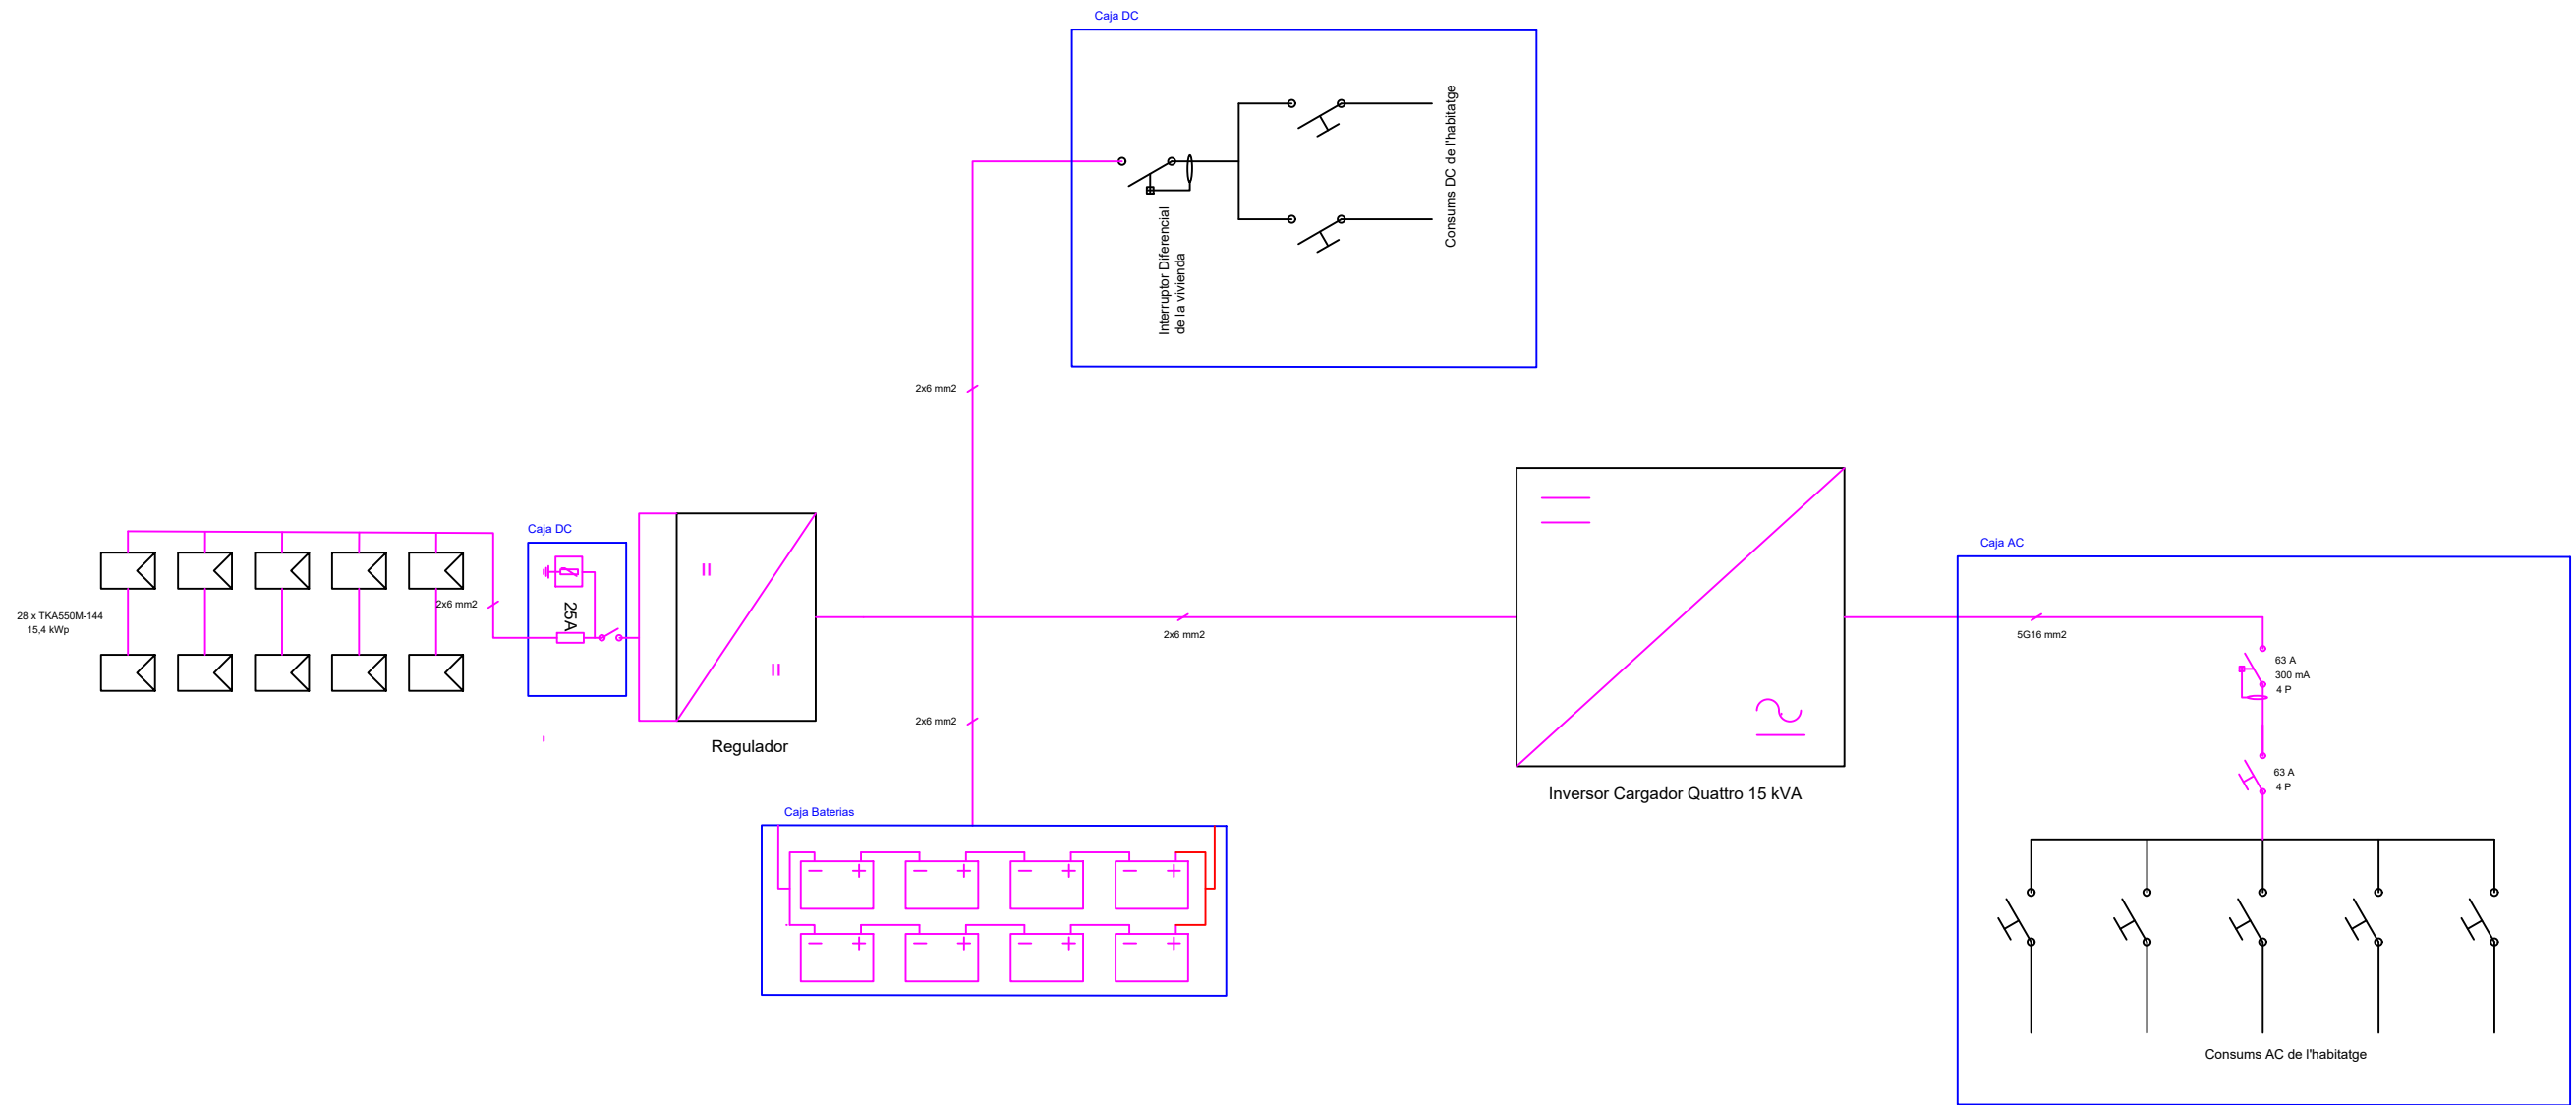 Caja DC
Consums DC de l'habitatge
Interruptor Diferencial
de la vivienda
2x6 mm2
Caja DC
25A
2x6 mm2
28 x TKA550M-144
15,4 kWp
2x6 mm2
2x6 mm2
Regulador
Inversor Cargador Quattro 15 kVA
Caja AC
5G16 mm2
63 A
300 mA
4 P
63 A
4 P
Caja Baterias
Consums AC de l'habitatge